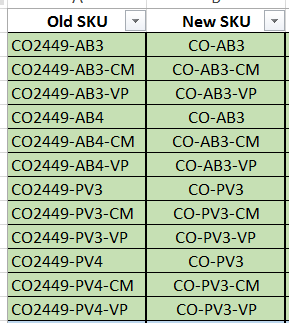 Old SKU New SKU
CO2449-AB3 CO-AB3
CO2449-AB3-CM CO-AB3-CM
CO2449-AB3-VP CO-AB3-VP
CO2449-AB4 CO-AB3
CO2449-AB4-CM CO-AB3-CM
CO2449-AB4-VP CO-AB3-VP
CO2449-PV3 CO-PV3
CO2449-PV3-CM CO-PV3-CM
CO2449-PV3-VP CO-PV3-VP
CO2449-PV4 CO-PV3
CO2449-PV4-CM CO-PV3-CM
CO2449-PV4-VP CO-PV3-VP